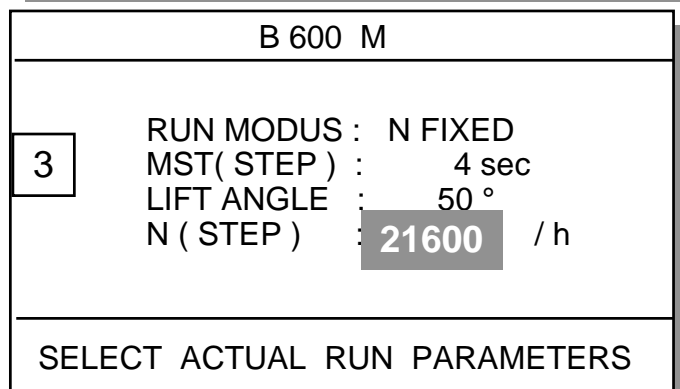 B 600 M
3
RUN MODUS : N FIXED
MST( STEP ) : 4 sec
LIFT ANGLE : 50 °
N ( STEP ) : 21600 / h
SELECT ACTUAL RUN PARAMETERS